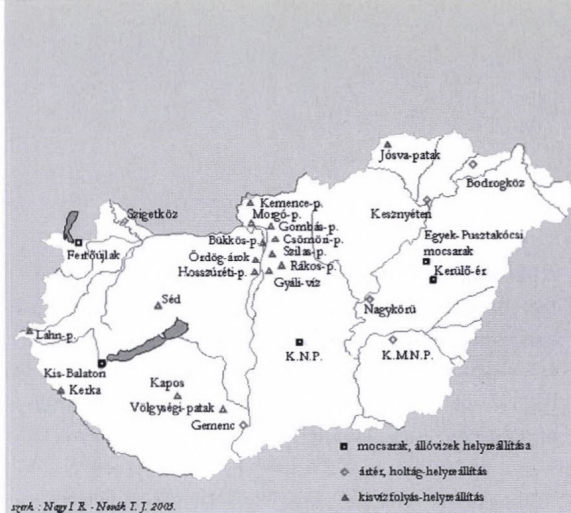 Jósva-patak
Bodrogköz
Kemence-p.
Szigetköz
Morgó-p.
Kesznyéten
Gombás-p.
Bükkös-p.
Csömöri-p.
Egyek-Pusztakócsi
mocsarak
Fertőújlak
Ördög-árok
Szilas-p.
Hosszúréti-p.
Rákos-p.
Kerülő-ér
Gyáli-víz
Séd
Nagykörü
Lahn-p.
K.N.P.
K.M.N.P.
Kis-Balaton
Kerka
Kapos
Völgységi-patak
Gemenc
mocsarak, állóvizek helyreállítása
ártér, holtág-helyreállítás
kisvízfolyás-helyreállítás
szerk. : Nagy I. R. - Novák T. J. 2005.